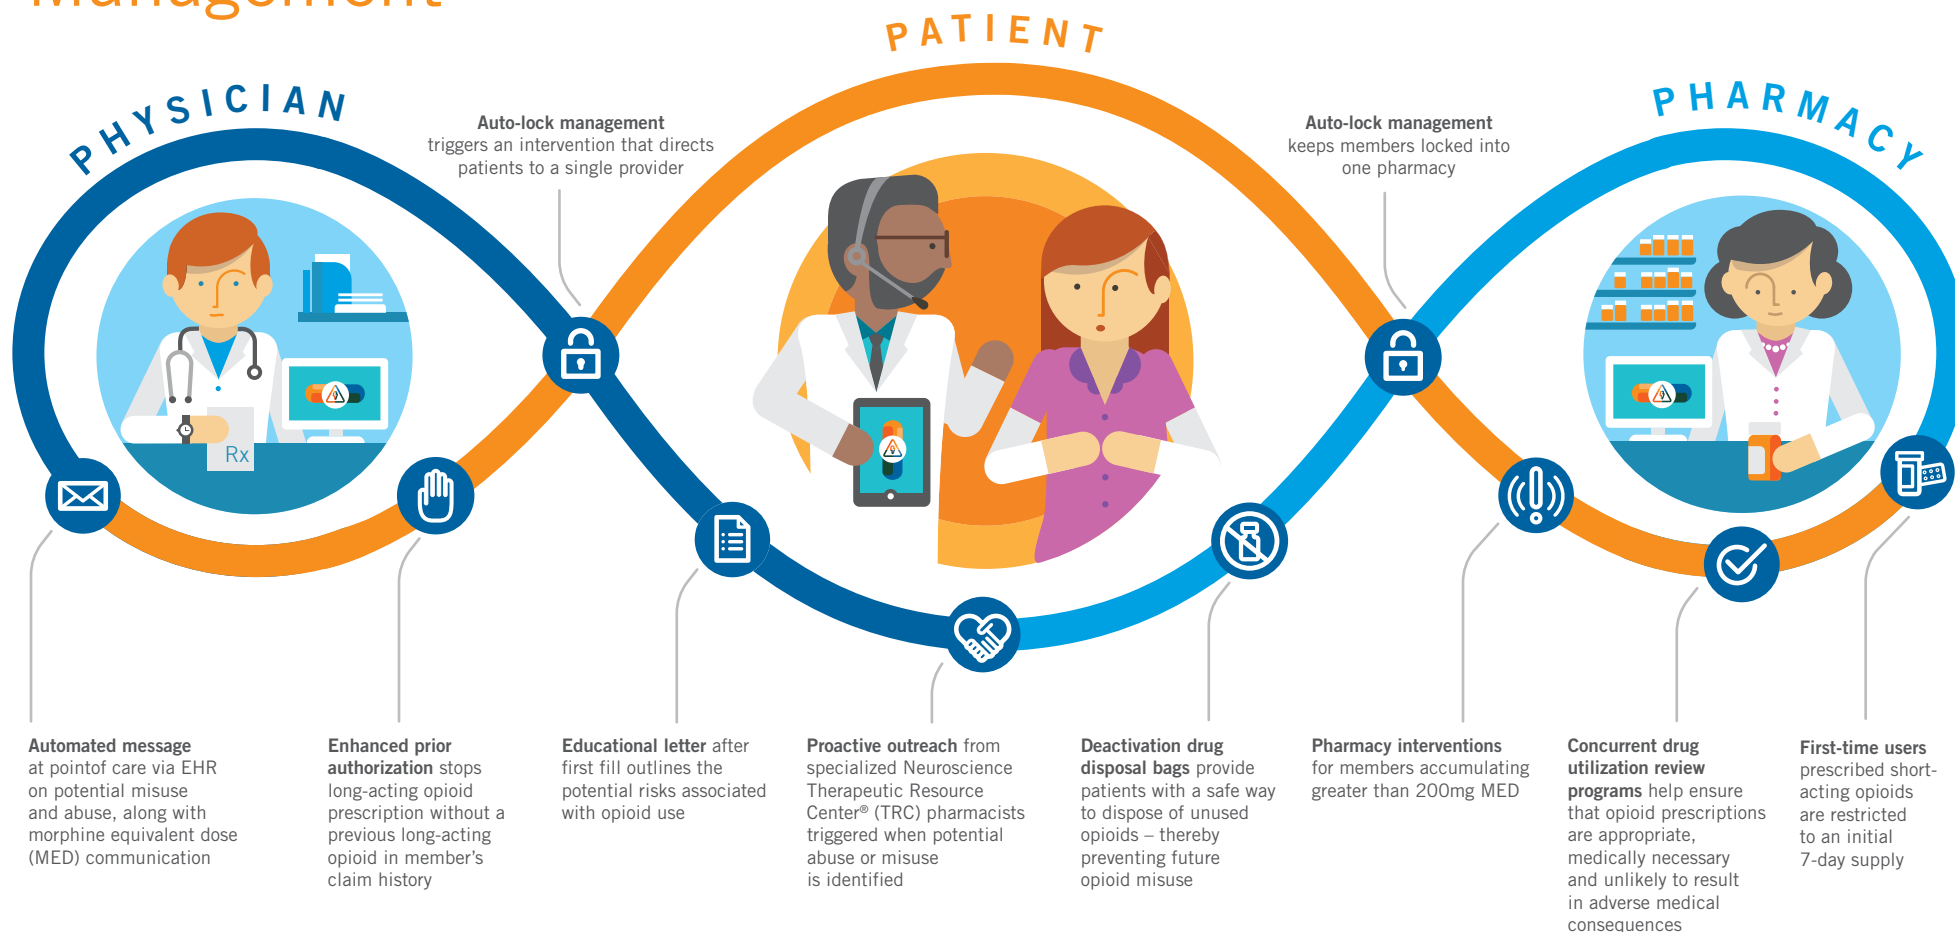 Management
PHYSICIAN
PATIENT
PHARMACY
Auto-lock management
triggers an intervention that directs
patients to a single provider
Auto-lock management
keeps members locked into
one pharmacy
Rx
Automated message
at pointof care via EHR
on potential misuse
and abuse, along with
morphine equivalent dose
(MED) communication
Enhanced prior
authorization stops
long-acting opioid
prescription without a
previous long-acting
opioid in member's
claim history
Educational letter after
first fill outlines the
potential risks associated
with opioid use
Proactive outreach from
specialized Neuroscience
Therapeutic Resource
Center® (TRC) pharmacists
triggered when potential
abuse or misuse
is identified
Deactivation drug
disposal bags provide
patients with a safe way
to dispose of unused
opioids – thereby
preventing future
opioid misuse
Pharmacy interventions
for members accumulating
greater than 200mg MED
Concurrent drug
utilization review
programs help ensure
that opioid prescriptions
are appropriate,
medically necessary
and unlikely to result
in adverse medical
consequences
First-time users
prescribed short-
acting opioids
are restricted
to an initial
7-day supply